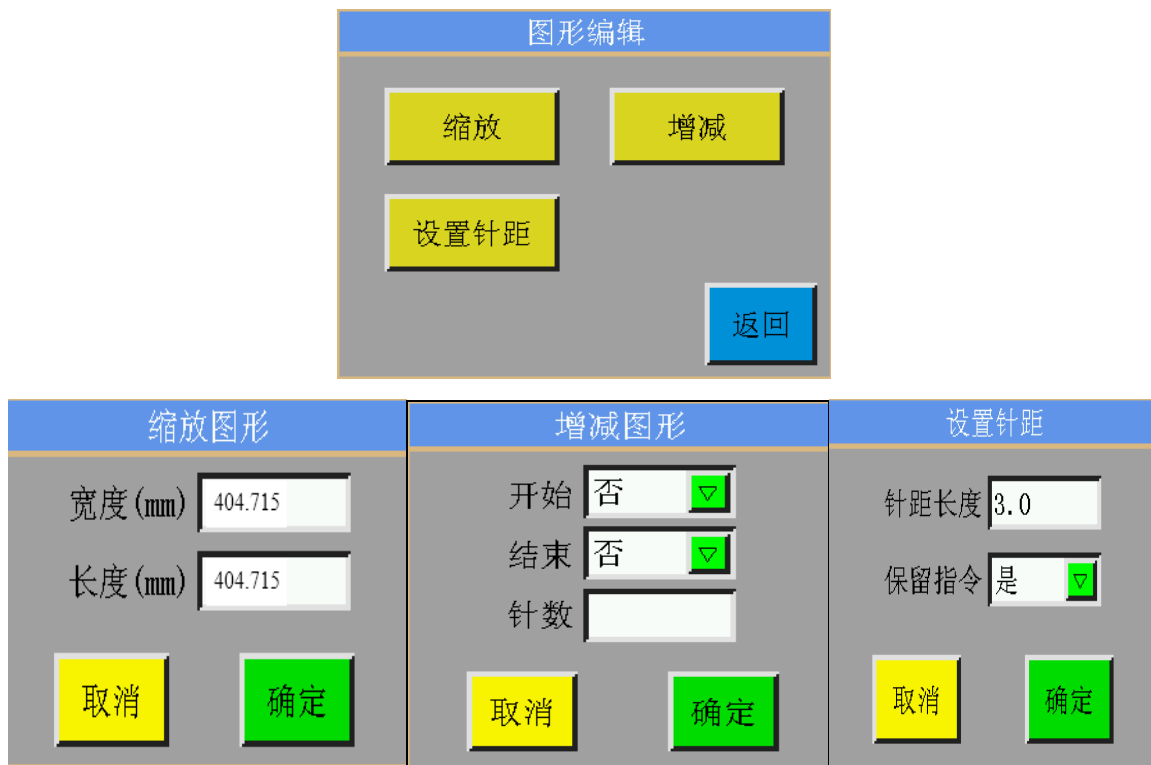 图形编辑
缩放 增减
设置针距
返回
缩放图形
宽度(mm) 404.715
长度(mm) 404.715
取消 确定
增减图形
开始 否
结束 否
针数
取消 确定
设置针距
针距长度 3.0
保留指令 是
取消 确定